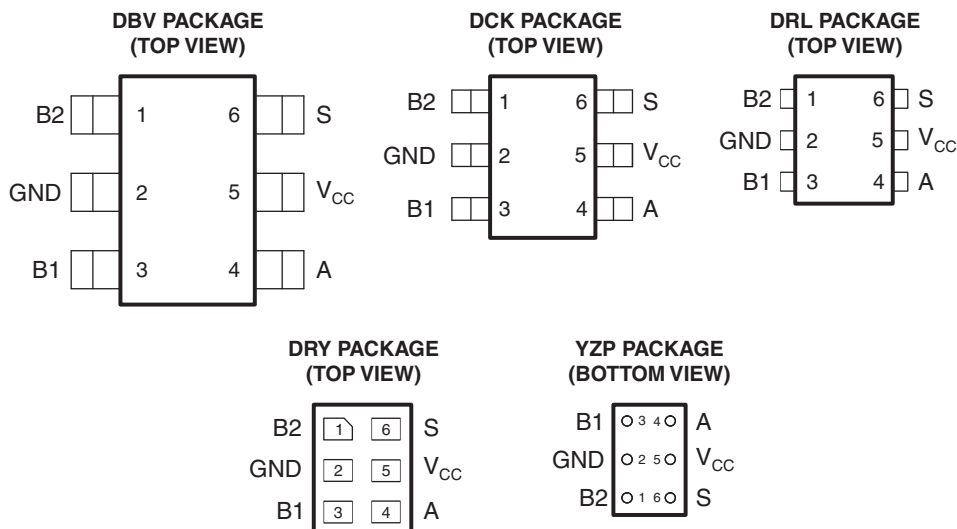 DBV PACKAGE
(TOP VIEW)
B2 1 6 S
GND 2 5 VCC
B1 3 4 A
DCK PACKAGE
(TOP VIEW)
B2 1 6 S
GND 2 5 VCC
B1 3 4 A
DRL PACKAGE
(TOP VIEW)
B2 1 6 S
GND 2 5 VCC
B1 3 4 A
DRY PACKAGE
(TOP VIEW)
B2 1 6 S
GND 2 5 VCC
B1 3 4 A
YZP PACKAGE
(BOTTOM VIEW)
B1 3 4 A
GND 2 5 VCC
B2 1 6 S